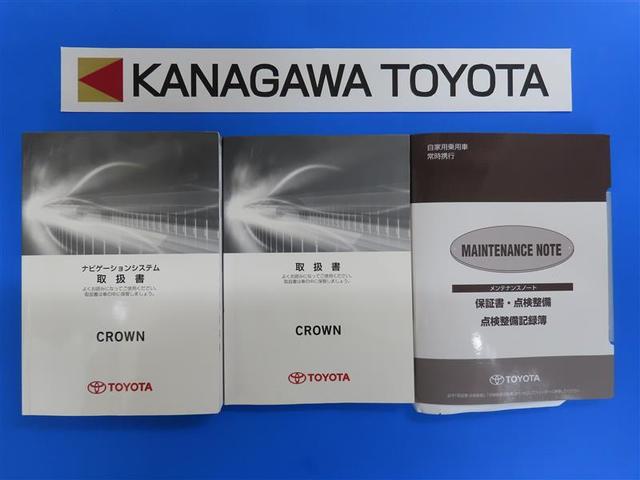 KANAGAWA TOYOTA
ナビゲーションシステム
取扱書
よくお読みになってご使用ください。
取扱書は車の中に保管しましょう。
CROWN
TOYOTA
取扱書
よくお読みになってご使用ください。
取扱書は車の中に保管しましょう。
CROWN
TOYOTA
自家用乗用車
常時携行
MAINTENANCE NOTE
メンテナンスノート
保証書・点検整備
点検整備記録簿
TOYOTA